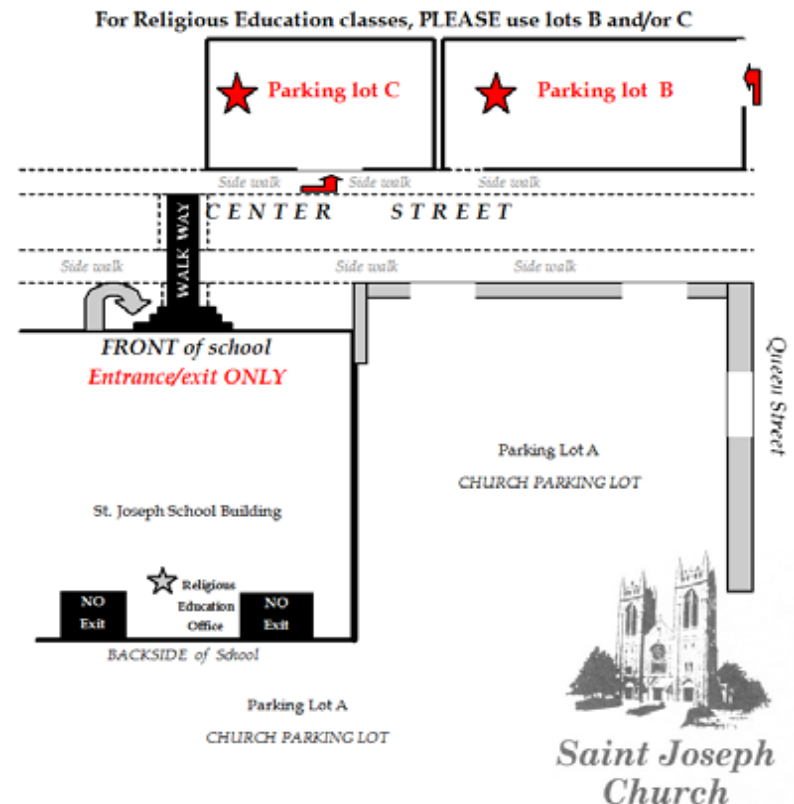 For Religious Education classes, PLEASE use lots B and/or C
Parking lot C
Parking lot B
Side walk
Side walk
Side walk
CENTER STREET
WALK WAY
Side walk
Side walk
Side walk
FRONT of school
Entrance/exit ONLY
Queen Street
Parking Lot A
CHURCH PARKING LOT
St. Joseph School Building
Religious
Education
Office
NO
Exit
NO
Exit
BACKSIDE of School
Parking Lot A
CHURCH PARKING LOT
Saint Joseph
Church